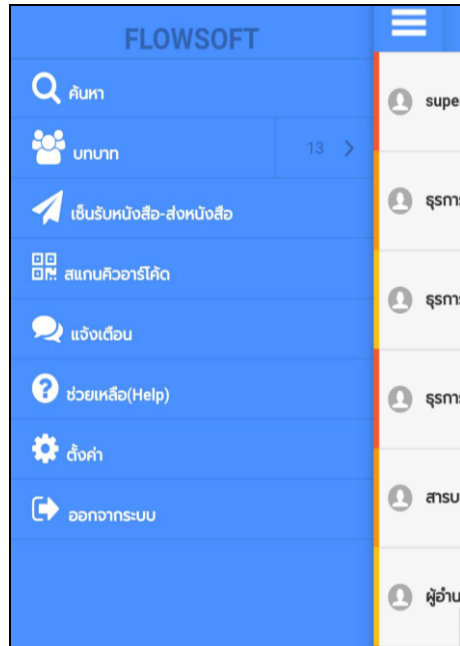 FLOWSOFT
ค้นหา
บทบาท
13
เซ็นรับหนังสือ-ส่งหนังสือ
สแกนคิวอาร์โค้ด
แจ้งเตือน
ช่วยเหลือ(Help)
ตั้งค่า
ออกจากระบบ
super
ธุรการ
ธุรการ
ธุรการ
สารบ
ผู้อำน